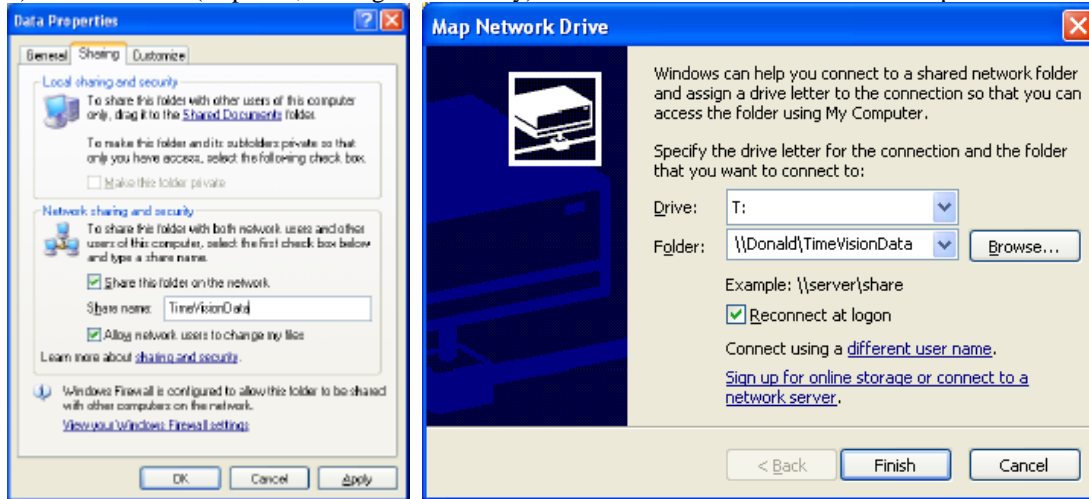 Data Properties
General Sharing Customize
Local sharing and security
To share this folder with other users of this computer
only, drag it to the Shared Documents folder.
To make this folder and its subfolders private so that
only you have access, select the following check box.
Make this folder private
Network sharing and security
To share this folder with both network users and other
users of this computer, select the first check box below
and type a share name.
Share this folder on the network
Share name: TimeVisionData
Allow network users to change my files
Learn more about sharing and security.
Windows Firewall is configured to allow this folder to be shared
with other computers on the network.
View your Windows Firewall settings
OK Cancel Apply
Map Network Drive
Windows can help you connect to a shared network folder
and assign a drive letter to the connection so that you can
access the folder using My Computer.
Specify the drive letter for the connection and the folder
that you want to connect to:
Drive: T:
Folder: \\Donald\TimeVisionData Browse...
Example: \\server\share
Reconnect at logon
Connect using a different user name.
Sign up for online storage or connect to a
network server.
< Back Finish Cancel